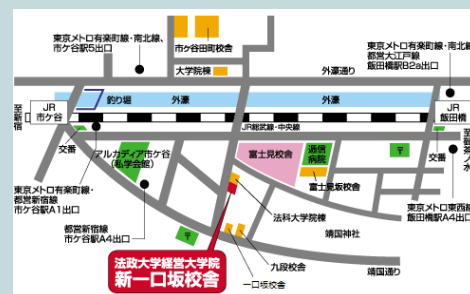 東京メトロ有楽町線・南北線、
市ケ谷駅5出口
市ケ谷田町校舎
大学院棟
外濠通り
東京メトロ有楽町線・南北線
都営大江戸線
飯田橋駅B2a出口
至新宿
JR
市ケ谷
釣り堀
外濠
外濠
JR
飯田橋
至御茶ノ水
JR総武線・中央線
交番
アルカディア市ケ谷
(私学会館)
富士見校舎
逓信
病院
〒
交番
富士見坂校舎
東京メトロ有楽町線・
都営新宿線
市ケ谷駅A1出口
東京メトロ東西線
飯田橋駅A4出口
法科大学院棟
都営新宿線
市ケ谷駅A4出口
〒
靖国神社
九段校舎
一口坂校舎
靖国通り
法政大学経営大学院
新一口坂校舎